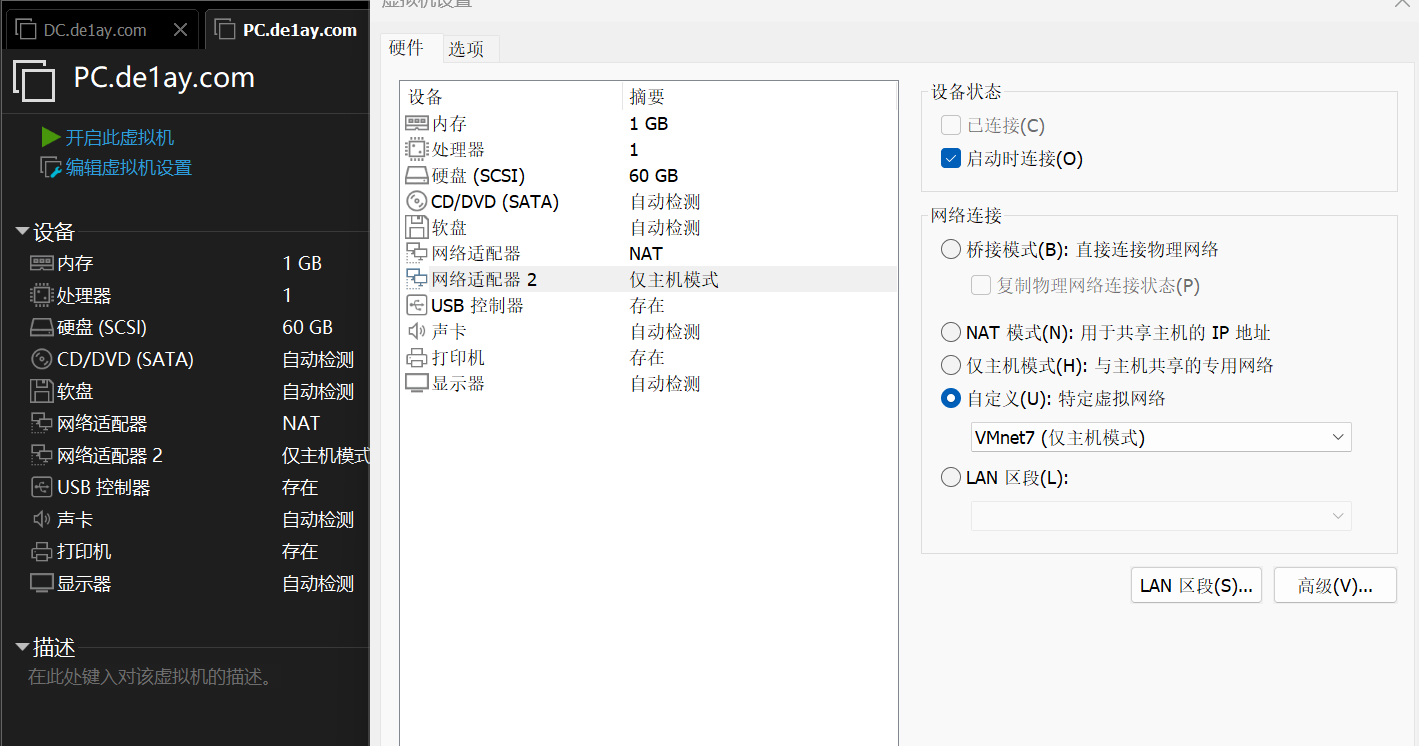 DC.de1ay.com
PC.de1ay.com
PC.de1ay.com
开启此虚拟机
编辑虚拟机设置
设备
内存 1 GB
处理器 1
硬盘 (SCSI) 60 GB
CD/DVD (SATA) 自动检测
软盘 自动检测
网络适配器 NAT
网络适配器 2 仅主机模式
USB 控制器 存在
声卡 自动检测
打印机 存在
显示器 自动检测
描述
在此处键入对该虚拟机的描述。
虚拟机设置
硬件 选项
设备 摘要
内存 1 GB
处理器 1
硬盘 (SCSI) 60 GB
CD/DVD (SATA) 自动检测
软盘 自动检测
网络适配器 NAT
网络适配器 2 仅主机模式
USB 控制器 存在
声卡 自动检测
打印机 存在
显示器 自动检测
设备状态
已连接(C)
启动时连接(O)
网络连接
桥接模式(B): 直接连接物理网络
复制物理网络连接状态(P)
NAT 模式(N): 用于共享主机的 IP 地址
仅主机模式(H): 与主机共享的专用网络
自定义(U): 特定虚拟网络
VMnet7 (仅主机模式)
LAN 区段(L):
LAN 区段(S)... 高级(V)...